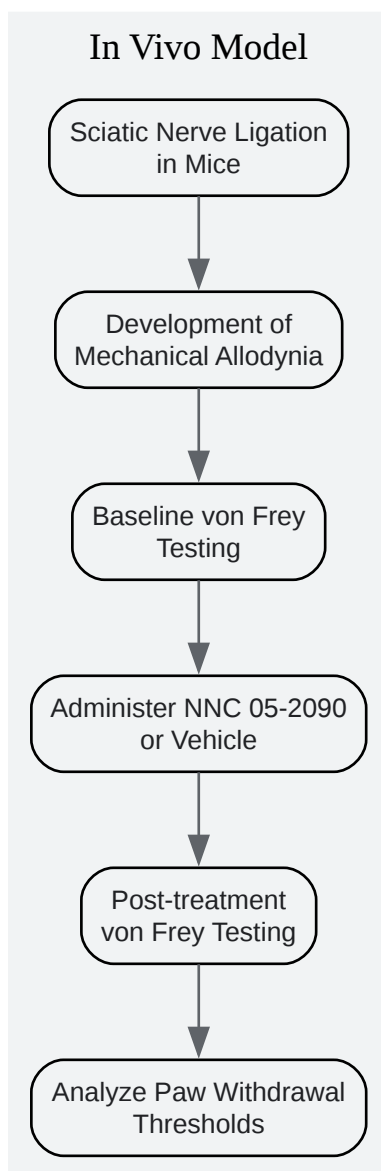 In Vivo Model
Sciatic Nerve Ligation
in Mice
Development of
Mechanical Allodynia
Baseline von Frey
Testing
Administer NNC 05-2090
or Vehicle
Post-treatment
von Frey Testing
Analyze Paw Withdrawal
Thresholds